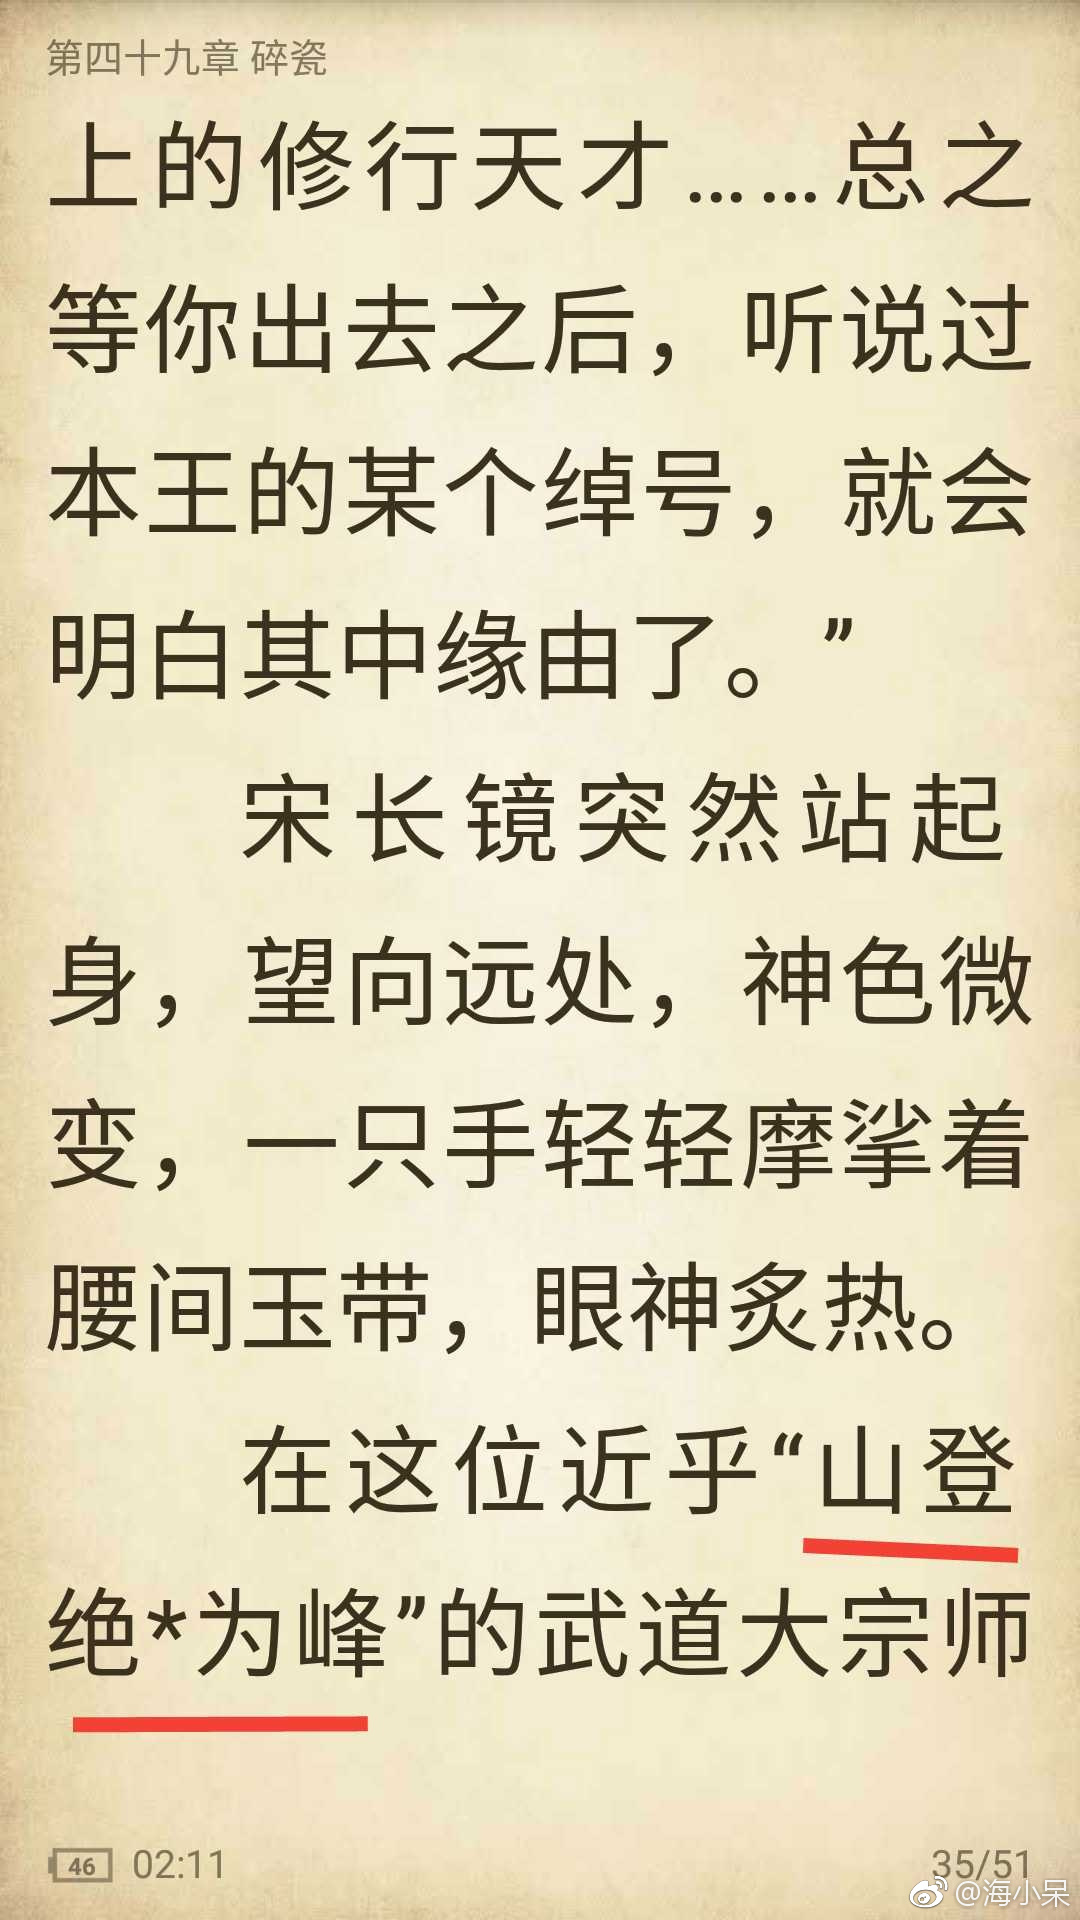 第四十九章 碎瓷
上的修行天才……总之
等你出去之后，听说过
本王的某个绰号，就会
明白其中缘由了。”
宋长镜突然站起
身，望向远处，神色微
变，一只手轻轻摩挲着
腰间玉带，眼神炙热。
在这位近乎“山登
绝*为峰”的武道大宗师
46 02:11 35/51
@海小呆